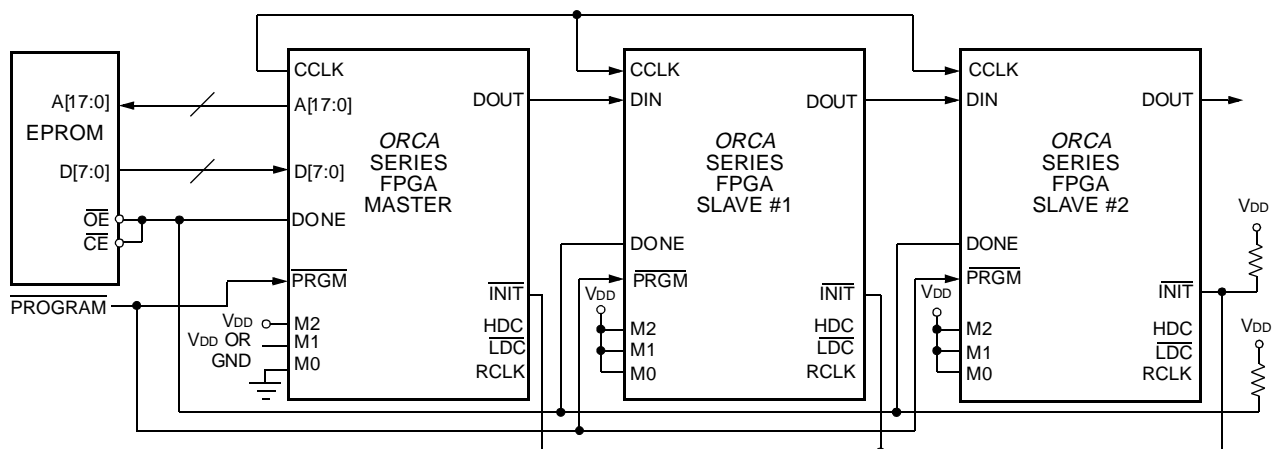 A[17:0]
EPROM
D[7:0]
OE
CE
PROGRAM
CCLK
A[17:0]
D[7:0]
DONE
PRGM
VDD
M2
VDD OR
GND
M1
M0
DOUT
ORCA
SERIES
FPGA
MASTER
INIT
HDC
LDC
RCLK
CCLK
DIN
DOUT
ORCA
SERIES
FPGA
SLAVE #1
DONE
PRGM
VDD
M2
M1
M0
INIT
HDC
LDC
RCLK
CCLK
DIN
DOUT
ORCA
SERIES
FPGA
SLAVE #2
DONE
PRGM
VDD
M2
M1
M0
INIT
HDC
LDC
RCLK
VDD
VDD